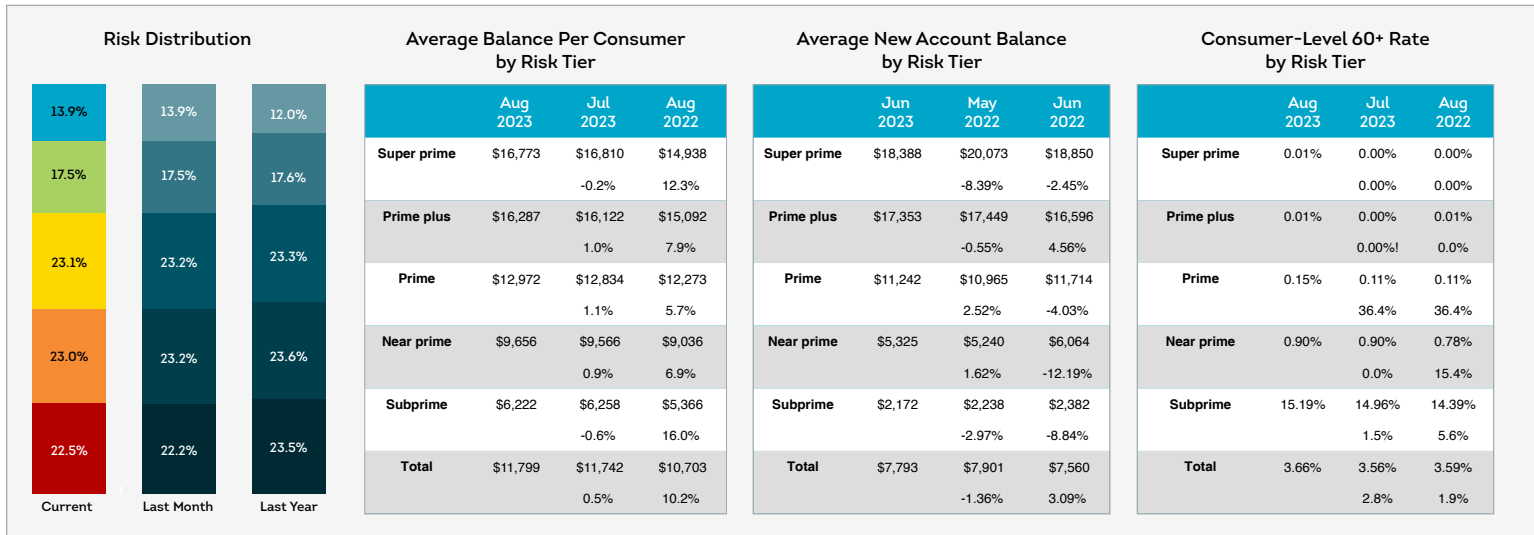 Risk Distribution
13.9%
17.5%
23.1%
23.0%
22.5%
Current
13.9%
17.5%
23.2%
23.2%
22.2%
Last Month
12.0%
17.6%
23.3%
23.6%
23.5%
Last Year
Average Balance Per Consumer
by Risk Tier
Aug Jul Aug
2023 2023 2022
Super prime $16,773 $16,810 $14,938
-0.2% 12.3%
Prime plus $16,287 $16,122 $15,092
1.0% 7.9%
Prime $12,972 $12,834 $12,273
1.1% 5.7%
Near prime $9,656 $9,566 $9,036
0.9% 6.9%
Subprime $6,222 $6,258 $5,366
-0.6% 16.0%
Total $11,799 $11,742 $10,703
0.5% 10.2%
Average New Account Balance
by Risk Tier
Jun May Jun
2023 2022 2022
Super prime $18,388 $20,073 $18,850
-8.39% -2.45%
Prime plus $17,353 $17,449 $16,596
-0.55% 4.56%
Prime $11,242 $10,965 $11,714
2.52% -4.03%
Near prime $5,325 $5,240 $6,064
1.62% -12.19%
Subprime $2,172 $2,238 $2,382
-2.97% -8.84%
Total $7,793 $7,901 $7,560
-1.36% 3.09%
Consumer-Level 60+ Rate
by Risk Tier
Aug Jul Aug
2023 2023 2022
Super prime 0.01% 0.00% 0.00%
0.00% 0.00%
Prime plus 0.01% 0.00% 0.01%
0.00%! 0.0%
Prime 0.15% 0.11% 0.11%
36.4% 36.4%
Near prime 0.90% 0.90% 0.78%
0.0% 15.4%
Subprime 15.19% 14.96% 14.39%
1.5% 5.6%
Total 3.66% 3.56% 3.59%
2.8% 1.9%